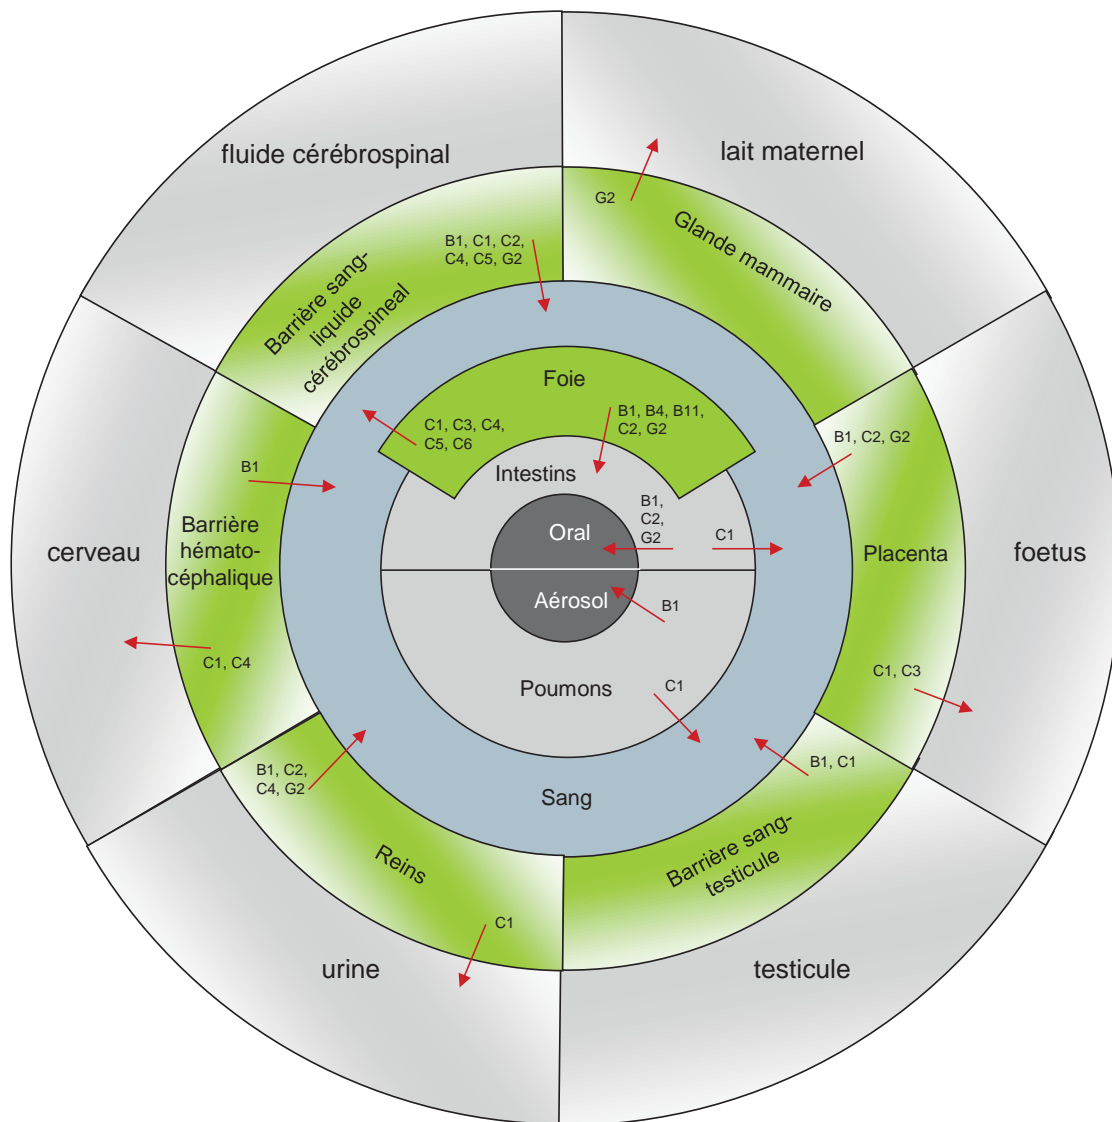 fluide cérébrospinal
lait maternel
G2
Glande mammaire
B1, C1, C2,
C4, C5, G2
Barrière sang-
liquide
cérébrospineal
Foie
C1, C3, C4,
C5, C6
B1, B4, B11,
C2, G2
B1, C2, G2
Intestins
B1
B1,
C2,
G2
C1
Oral
Barrière
hémato-
céphalique
cerveau
Placenta
foetus
Aérosol
B1
C1, C4
Poumons
C1
C1, C3
B1, C2,
C4, G2
B1, C1
Sang
Reins
Barrière sang-
testicule
C1
urine
testicule